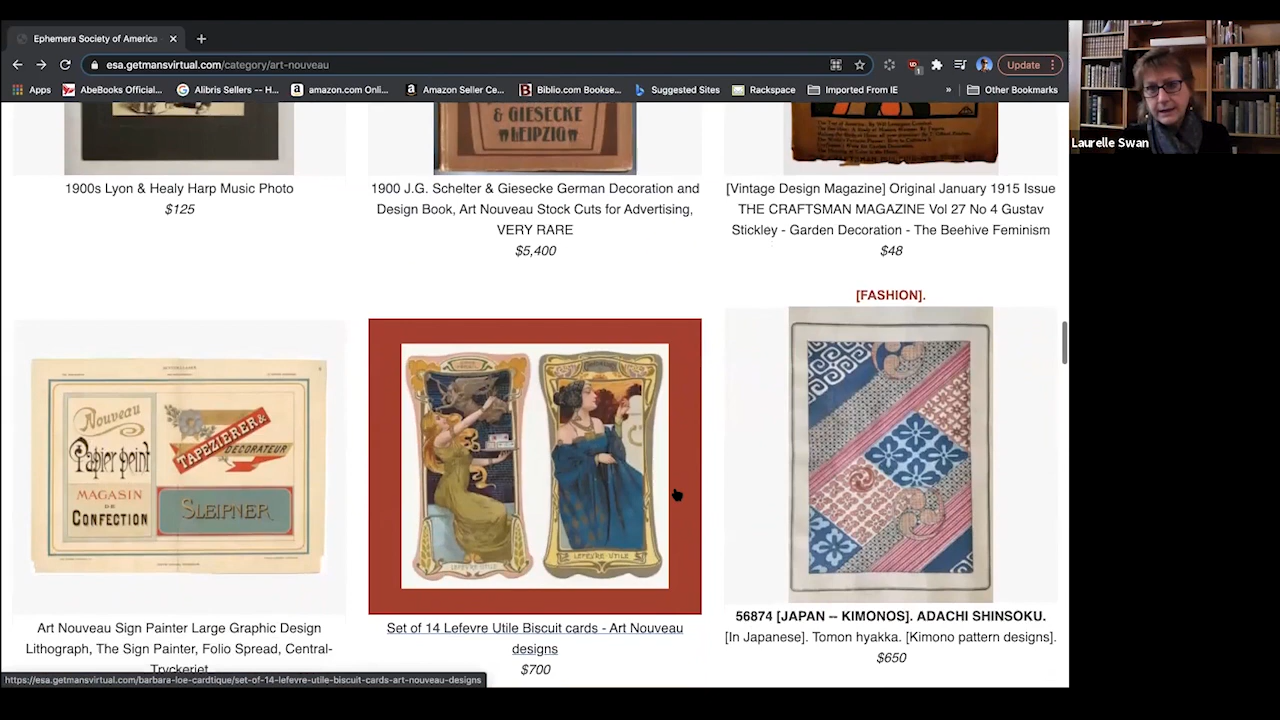 Ephemera Society of America
esa.getmansvirtual.com/category/art-nouveau
Update
Apps
AbeBooks Official...
Alibris Sellers -- H...
amazon.com Onli...
Amazon Seller Ce...
Biblio.com Bookse...
Suggested Sites
Rackspace
Imported From IE
»
Other Bookmarks
Laurelle Swan
& GIESECKE
LEIPZIG
1900s Lyon & Healy Harp Music Photo
$125
1900 J.G. Schelter & Giesecke German Decoration and
Design Book, Art Nouveau Stock Cuts for Advertising,
VERY RARE
$5,400
[Vintage Design Magazine] Original January 1915 Issue
THE CRAFTSMAN MAGAZINE Vol 27 No 4 Gustav
Stickley - Garden Decoration - The Beehive Feminism
$48
[FASHION].
Nouveau
Papier peint
MAGASIN
DE
CONFECTION
TAPEZIERER &
DECORATEUR
SLEIPNER
LEFEVRE-UTILE
LEFEVRE-UTILE
Art Nouveau Sign Painter Large Graphic Design
Lithograph, The Sign Painter, Folio Spread, Central-
Tryckeriet
Set of 14 Lefevre Utile Biscuit cards - Art Nouveau
designs
$700
56874 [JAPAN -- KIMONOS]. ADACHI SHINSOKU.
[In Japanese]. Tomon hyakka. [Kimono pattern designs].
$650
https://esa.getmansvirtual.com/barbara-loe-cardtique/set-of-14-lefevre-utile-biscuit-cards-art-nouveau-designs